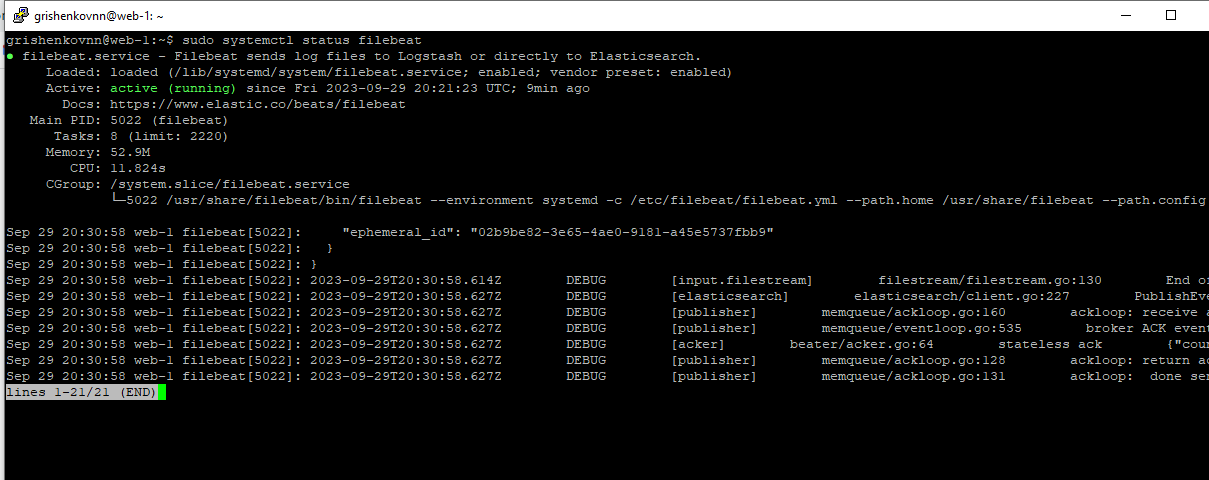 grishenkovnn@web-1: ~
grishenkovnn@web-1:~$ sudo systemctl status filebeat
● filebeat.service - Filebeat sends log files to Logstash or directly to Elasticsearch.
Loaded: loaded (/lib/systemd/system/filebeat.service; enabled; vendor preset: enabled)
Active: active (running) since Fri 2023-09-29 20:21:23 UTC; 9min ago
Docs: https://www.elastic.co/beats/filebeat
Main PID: 5022 (filebeat)
Tasks: 8 (limit: 2220)
Memory: 52.9M
CPU: 11.824s
CGroup: /system.slice/filebeat.service
└─5022 /usr/share/filebeat/bin/filebeat --environment systemd -c /etc/filebeat/filebeat.yml --path.home /usr/share/filebeat --path.config
Sep 29 20:30:58 web-1 filebeat[5022]: "ephemeral_id": "02b9be82-3e65-4ae0-9181-a45e5737fbb9"
Sep 29 20:30:58 web-1 filebeat[5022]: }
Sep 29 20:30:58 web-1 filebeat[5022]: }
Sep 29 20:30:58 web-1 filebeat[5022]: 2023-09-29T20:30:58.614Z DEBUG [input.filestream] filestream/filestream.go:130 End of
Sep 29 20:30:58 web-1 filebeat[5022]: 2023-09-29T20:30:58.627Z DEBUG [elasticsearch] elasticsearch/client.go:227 PublishEve
Sep 29 20:30:58 web-1 filebeat[5022]: 2023-09-29T20:30:58.627Z DEBUG [publisher] memqueue/ackloop.go:160 ackloop: receive a
Sep 29 20:30:58 web-1 filebeat[5022]: 2023-09-29T20:30:58.627Z DEBUG [publisher] memqueue/eventloop.go:535 broker ACK event
Sep 29 20:30:58 web-1 filebeat[5022]: 2023-09-29T20:30:58.627Z DEBUG [acker] beater/acker.go:64 stateless ack {"coun
Sep 29 20:30:58 web-1 filebeat[5022]: 2023-09-29T20:30:58.627Z DEBUG [publisher] memqueue/ackloop.go:128 ackloop: return ac
Sep 29 20:30:58 web-1 filebeat[5022]: 2023-09-29T20:30:58.627Z DEBUG [publisher] memqueue/ackloop.go:131 ackloop: done sen
lines 1-21/21 (END)